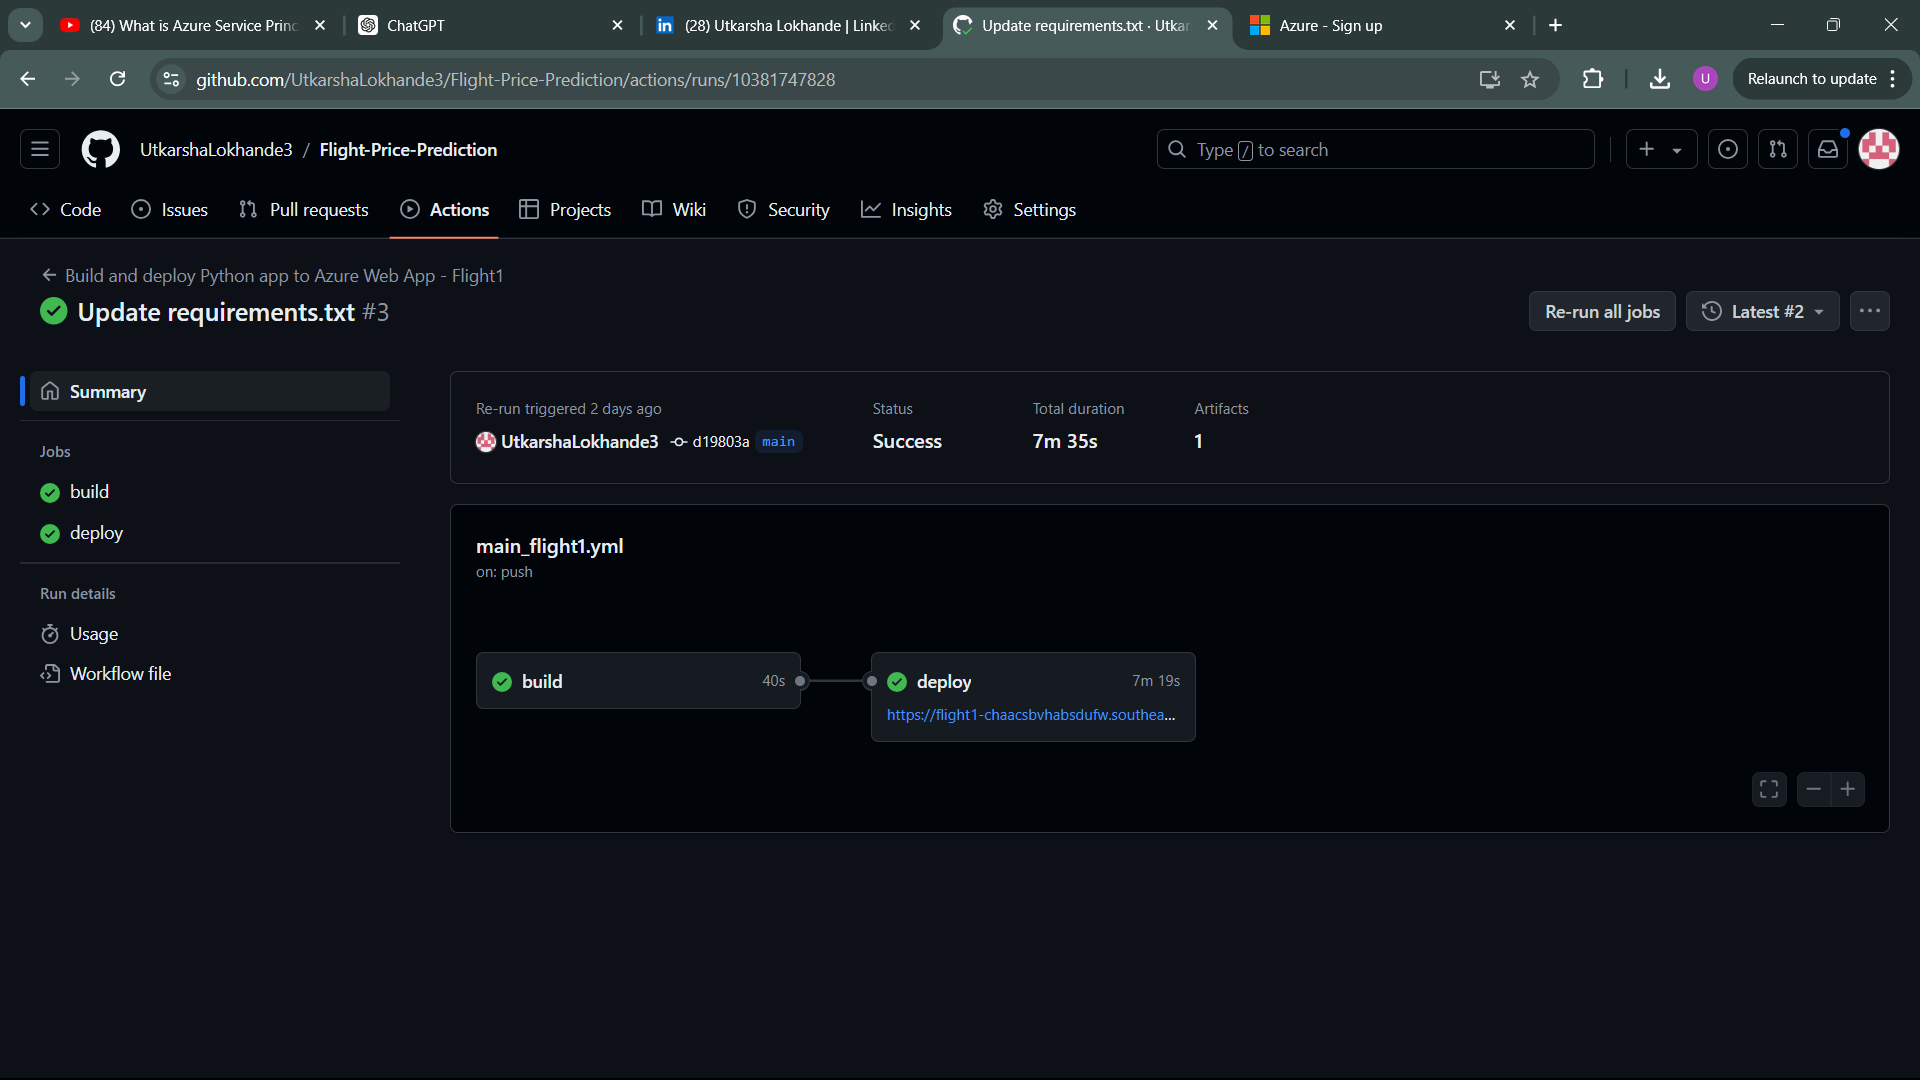 (84) What is Azure Service Princ
ChatGPT
(28) Utkarsha Lokhande | Linked
Update requirements.txt · Utkar
Azure - Sign up
github.com/UtkarshaLokhande3/Flight-Price-Prediction/actions/runs/10381747828
U
Relaunch to update
UtkarshaLokhande3 / Flight-Price-Prediction
Type / to search
Code
Issues
Pull requests
Actions
Projects
Wiki
Security
Insights
Settings
Build and deploy Python app to Azure Web App - Flight1
Update requirements.txt #3
Re-run all jobs
Latest #2
Summary
Jobs
build
deploy
Run details
Usage
Workflow file
Re-run triggered 2 days ago
UtkarshaLokhande3 d19803a main
Status
Success
Total duration
7m 35s
Artifacts
1
main_flight1.yml
on: push
build 40s
deploy 7m 19s
https://flight1-chaacsbvhabsdufw.southea...